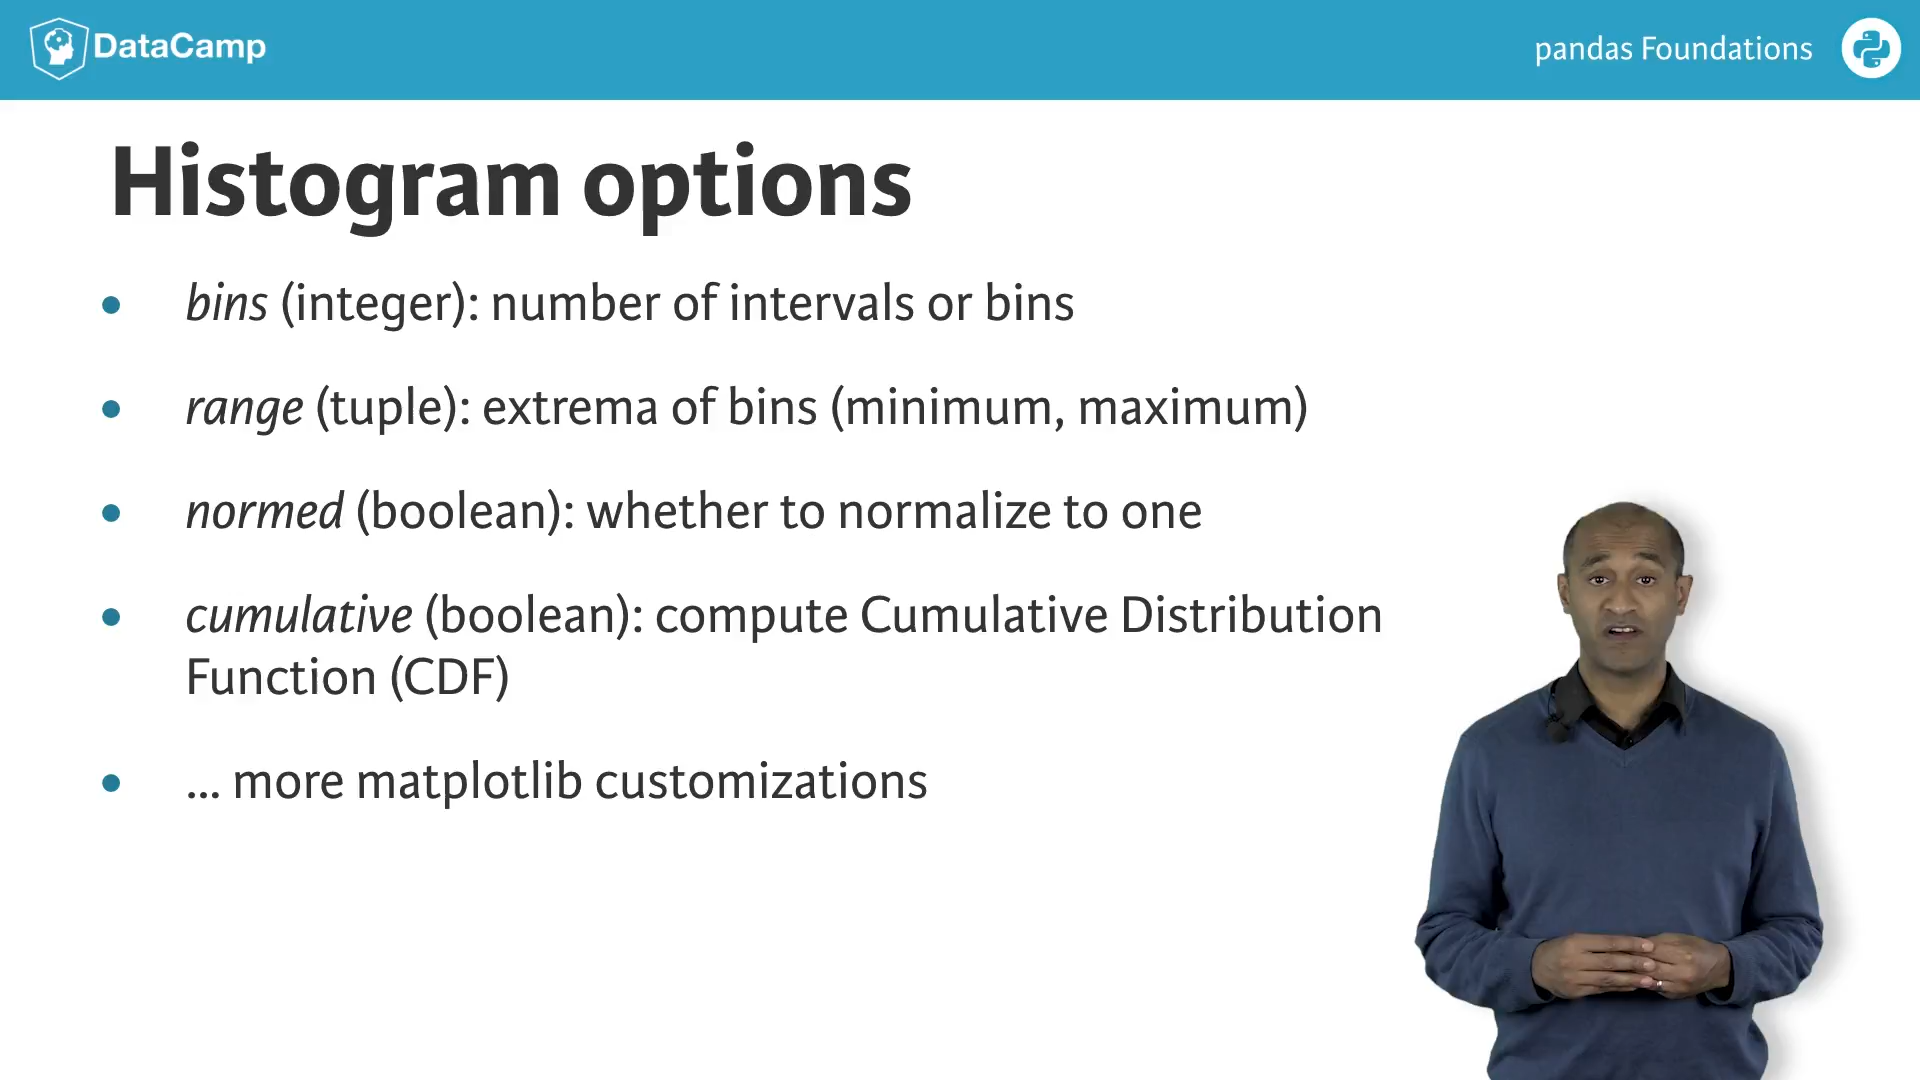 DataCamp
pandas Foundations
Histogram options
• bins (integer): number of intervals or bins
• range (tuple): extrema of bins (minimum, maximum)
• normed (boolean): whether to normalize to one
• cumulative (boolean): compute Cumulative Distribution
Function (CDF)
• ... more matplotlib customizations